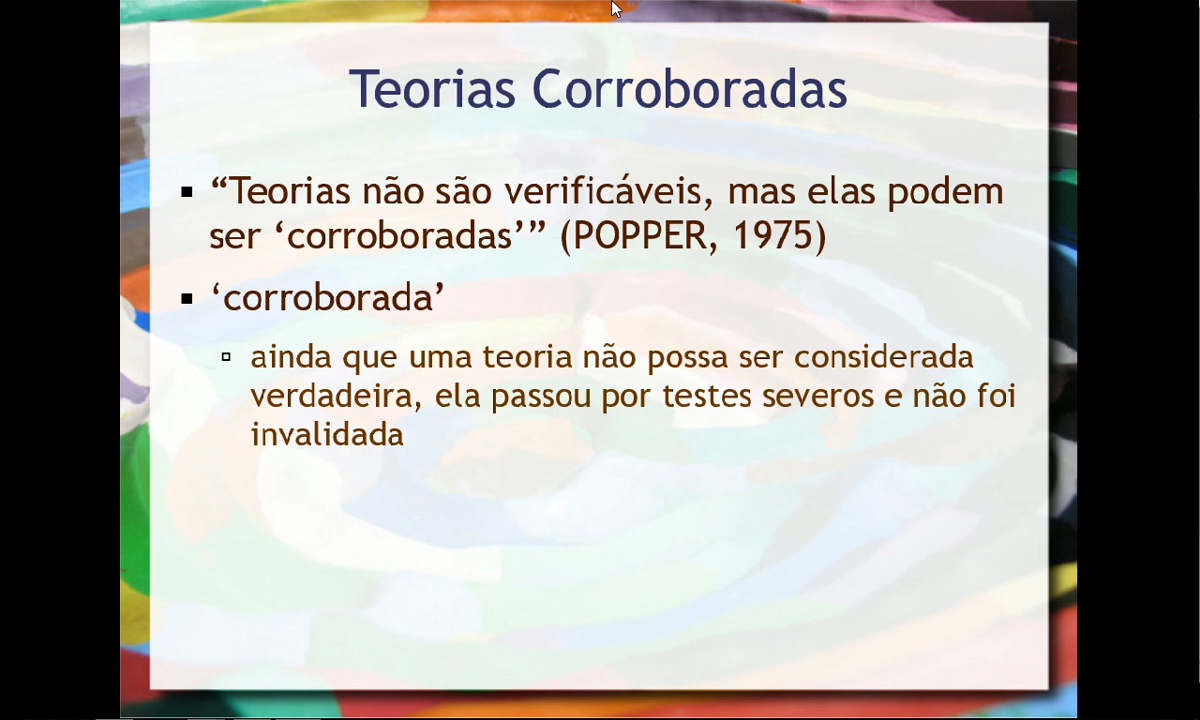 Teorias Corroboradas
“Teorias não são verificáveis, mas elas podem
ser ‘corroboradas’” (POPPER, 1975)
‘corroborada’
ainda que uma teoria não possa ser considerada
verdadeira, ela passou por testes severos e não foi
invalidada